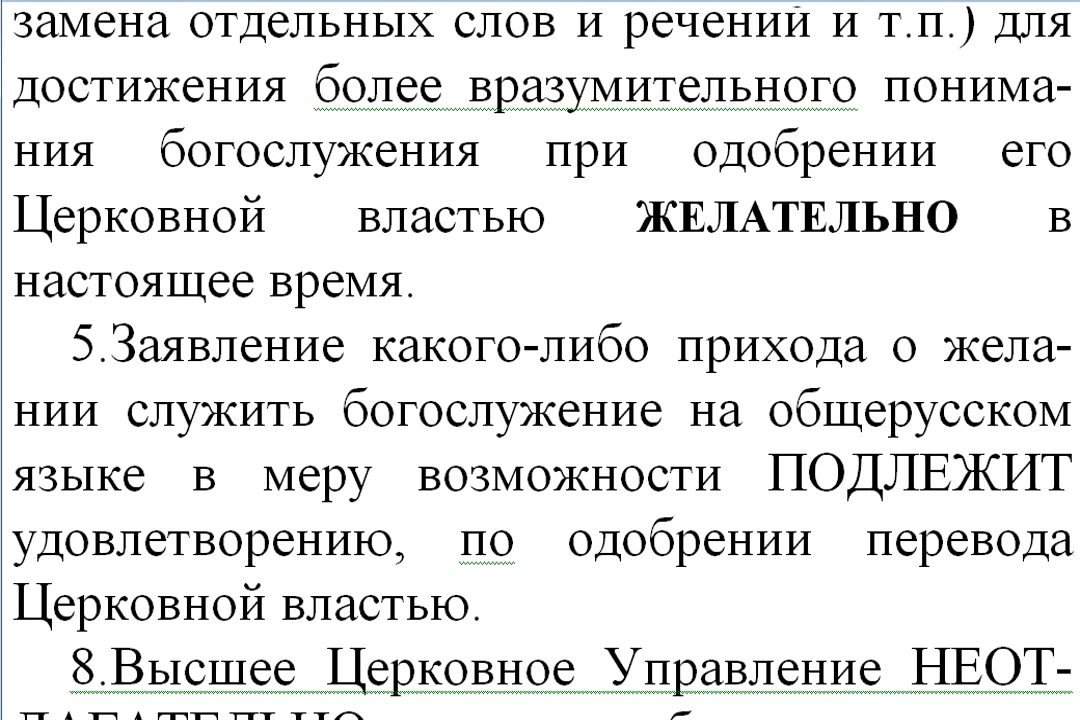 замена отдельных слов и речений и т.п.) для
достижения более вразумительного понима-
ния богослужения при одобрении его
Церковной властью ЖЕЛАТЕЛЬНО в
настоящее время.
5.Заявление какого-либо прихода о жела-
нии служить богослужение на общерусском
языке в меру возможности ПОДЛЕЖИТ
удовлетворению, по одобрении перевода
Церковной властью.
8.Высшее Церковное Управление НЕОТ-
ЛАГАТЕЛЬНО